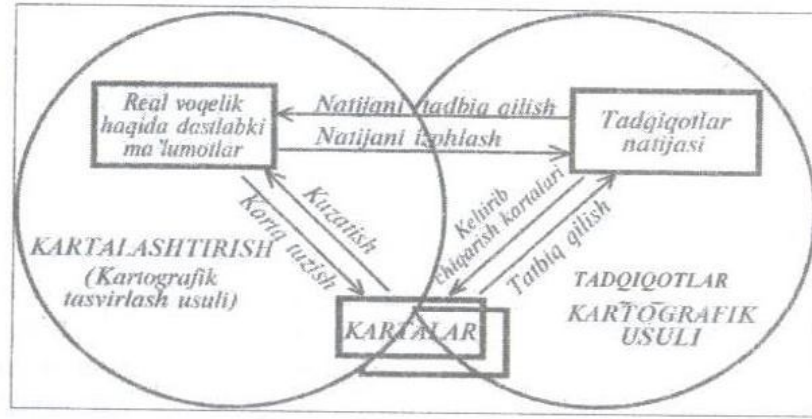 Real voqelik
haqida dastlabki
ma'lumotlar
Natijani tadbiq qilish
Natijani izohlash
Tadqiqotlar
natijasi
Karta tuzish
Kuzatish
Keltirib
chiqarish kartalari
Tatbiq qilish
KARTALASHTIRISH
(Kartografik
tasvirlash usuli)
TADQIQOTLAR
KARTOGRAFIK
USULI
KARTALAR